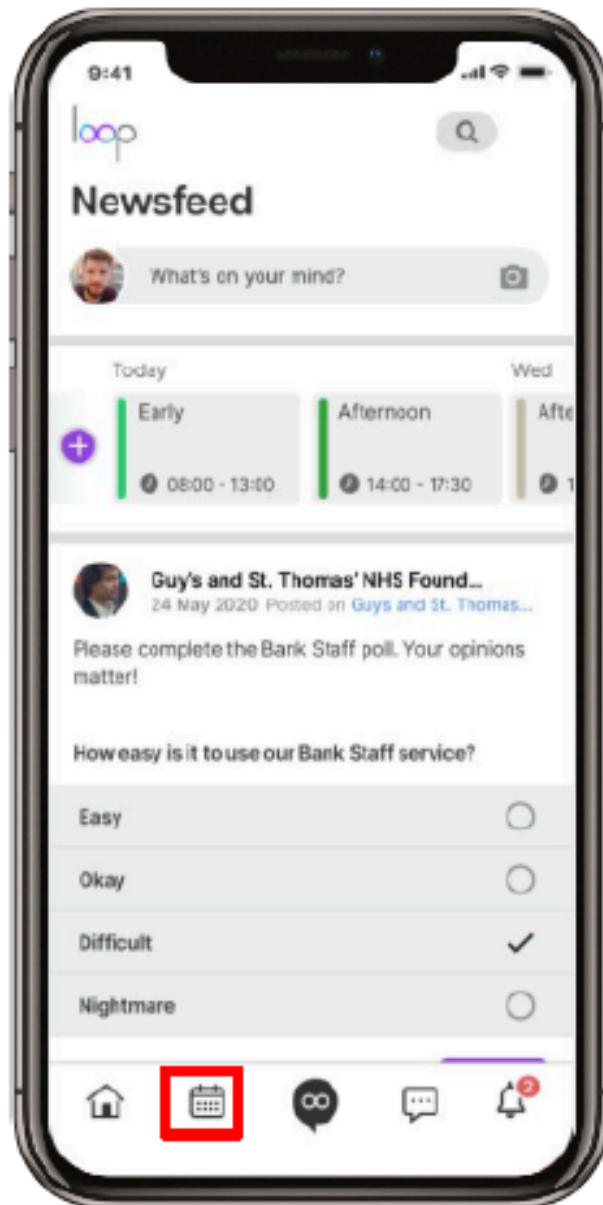 9:41
loop
Newsfeed
What's on your mind?
Today
Wed
Early
Afternoon
Afte
08:00 - 13:00
14:00 - 17:30
1
Guy's and St. Thomas' NHS Found...
24 May 2020 Posted on Guys and St. Thomas...
Please complete the Bank Staff poll. Your opinions
matter!
How easy is it to use our Bank Staff service?
Easy
Okay
Difficult
Nightmare
2